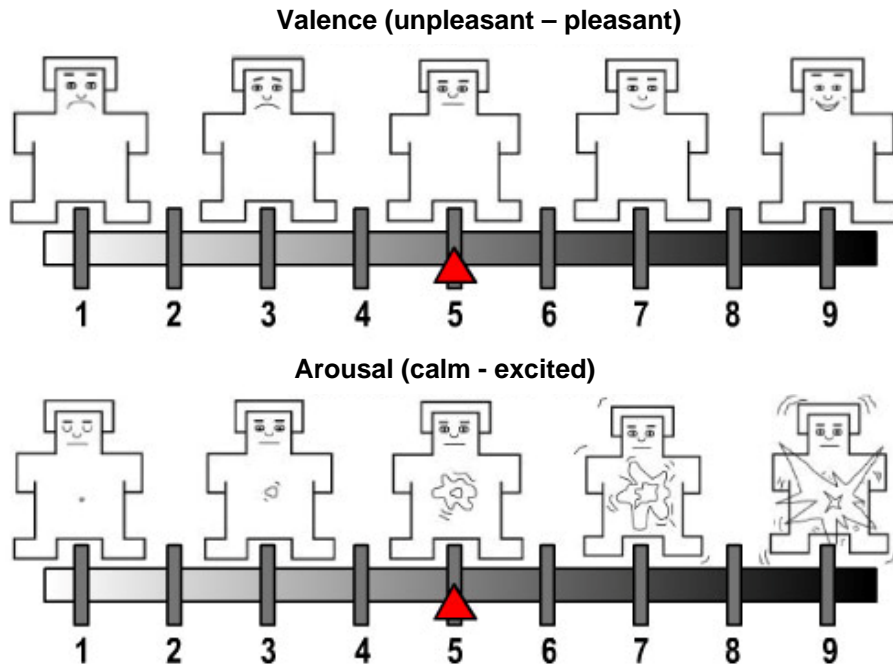 Valence (unpleasant – pleasant)
1 2 3 4 5 6 7 8 9
Arousal (calm - excited)
1 2 3 4 5 6 7 8 9